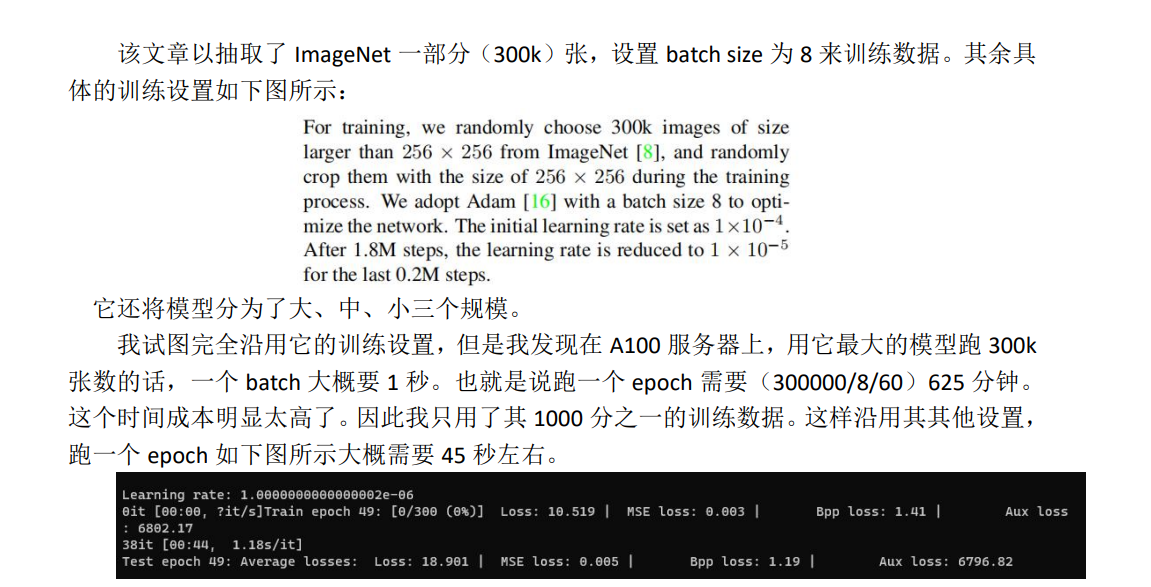 该文章以抽取了 ImageNet 一部分（300k）张，设置 batch size 为 8 来训练数据。其余具
体的训练设置如下图所示：
For training, we randomly choose 300k images of size
larger than 256 × 256 from ImageNet [8], and randomly
crop them with the size of 256 × 256 during the training
process. We adopt Adam [16] with a batch size 8 to opti-
mize the network. The initial learning rate is set as 1×10⁻⁴.
After 1.8M steps, the learning rate is reduced to 1 × 10⁻⁵
for the last 0.2M steps.
它还将模型分为了大、中、小三个规模。
我试图完全沿用它的训练设置，但是我发现在 A100 服务器上，用它最大的模型跑 300k
张数的话，一个 batch 大概要 1 秒。也就是说跑一个 epoch 需要（300000/8/60）625 分钟。
这个时间成本明显太高了。因此我只用了其 1000 分之一的训练数据。这样沿用其其他设置，
跑一个 epoch 如下图所示大概需要 45 秒左右。
Learning rate: 1.0000000000000002e-06
0it [00:00, ?it/s]Train epoch 49: [0/300 (0%)] Loss: 10.519 | MSE loss: 0.003 | Bpp loss: 1.41 | Aux loss
: 6802.17
38it [00:44, 1.18s/it]
Test epoch 49: Average losses: Loss: 18.901 | MSE loss: 0.005 | Bpp loss: 1.19 | Aux loss: 6796.82